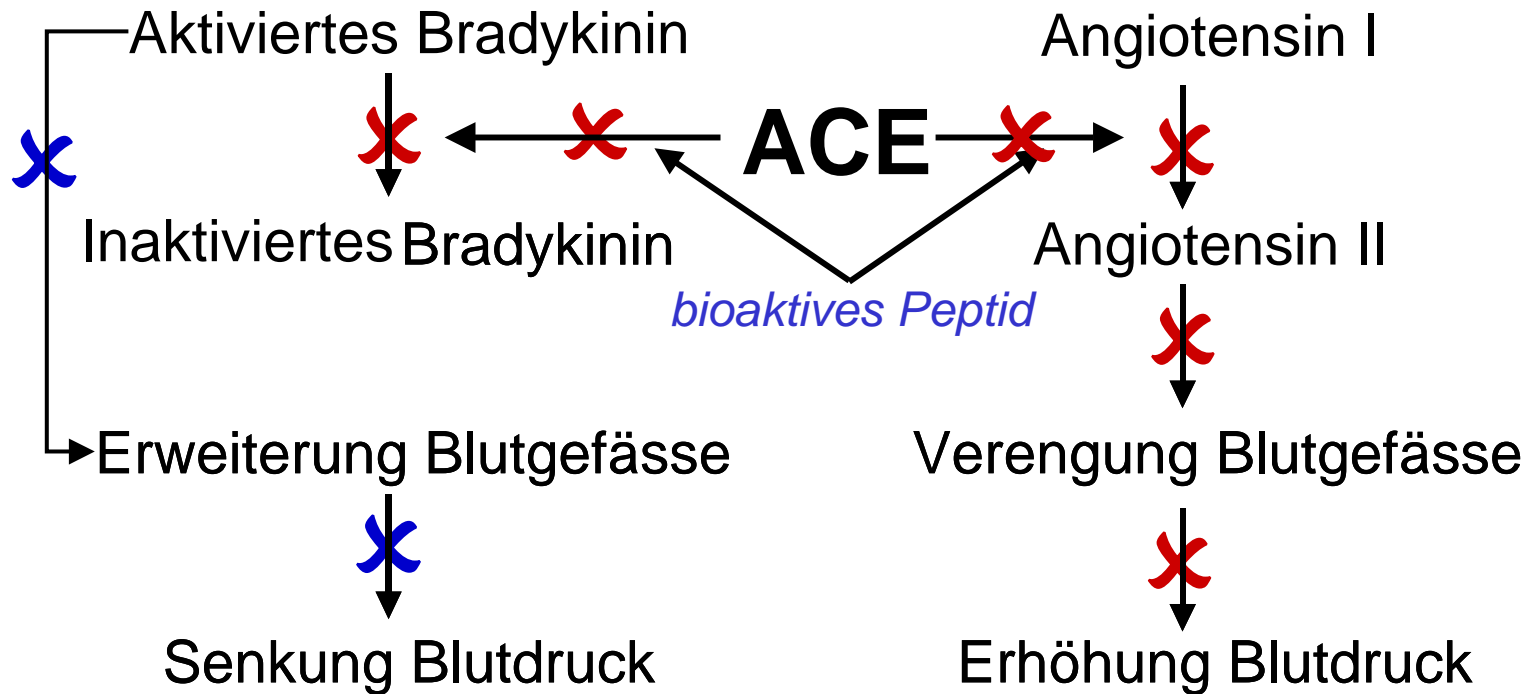 Aktiviertes Bradykinin
Angiotensin I
ACE
Inaktiviertes Bradykinin
Angiotensin II
bioaktives Peptid
Erweiterung Blutgefässe
Verengung Blutgefässe
Senkung Blutdruck
Erhöhung Blutdruck